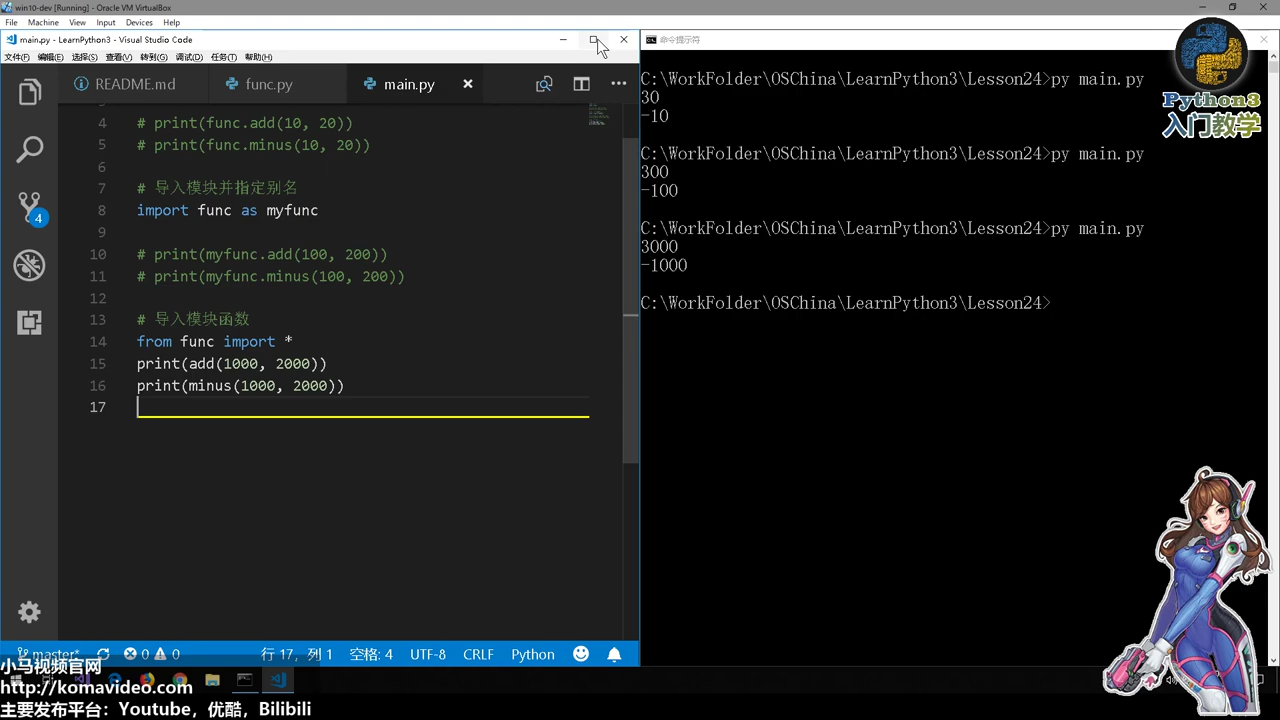 win10-dev [Running] - Oracle VM VirtualBox
File Machine View Input Devices Help
main.py - LearnPython3 - Visual Studio Code
文件(F) 编辑(E) 选择(S) 查看(V) 转到(G) 调试(D) 任务(T) 帮助(H)
README.md func.py main.py
4 # print(func.add(10, 20))
5 # print(func.minus(10, 20))
6
7 # 导入模块并指定别名
8 import func as myfunc
9
10 # print(myfunc.add(100, 200))
11 # print(myfunc.minus(100, 200))
12
13 # 导入模块函数
14 from func import *
15 print(add(1000, 2000))
16 print(minus(1000, 2000))
17
4
master* 0 0 行 17，列 1 空格: 4 UTF-8 CRLF Python
命令提示符
C:\WorkFolder\OSChina\LearnPython3\Lesson24>py main.py
30
-10
C:\WorkFolder\OSChina\LearnPython3\Lesson24>py main.py
300
-100
C:\WorkFolder\OSChina\LearnPython3\Lesson24>py main.py
3000
-1000
C:\WorkFolder\OSChina\LearnPython3\Lesson24>
Python3
入门教学
小马视频官网
http://komavideo.com
主要发布平台：Youtube，优酷，Bilibili